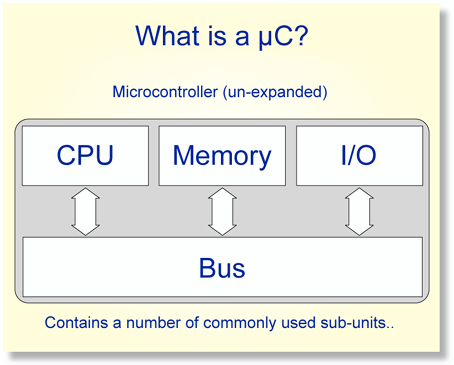 What is a µC?
Microcontroller (un-expanded)
CPU Memory I/O
Bus
Contains a number of commonly used sub-units..